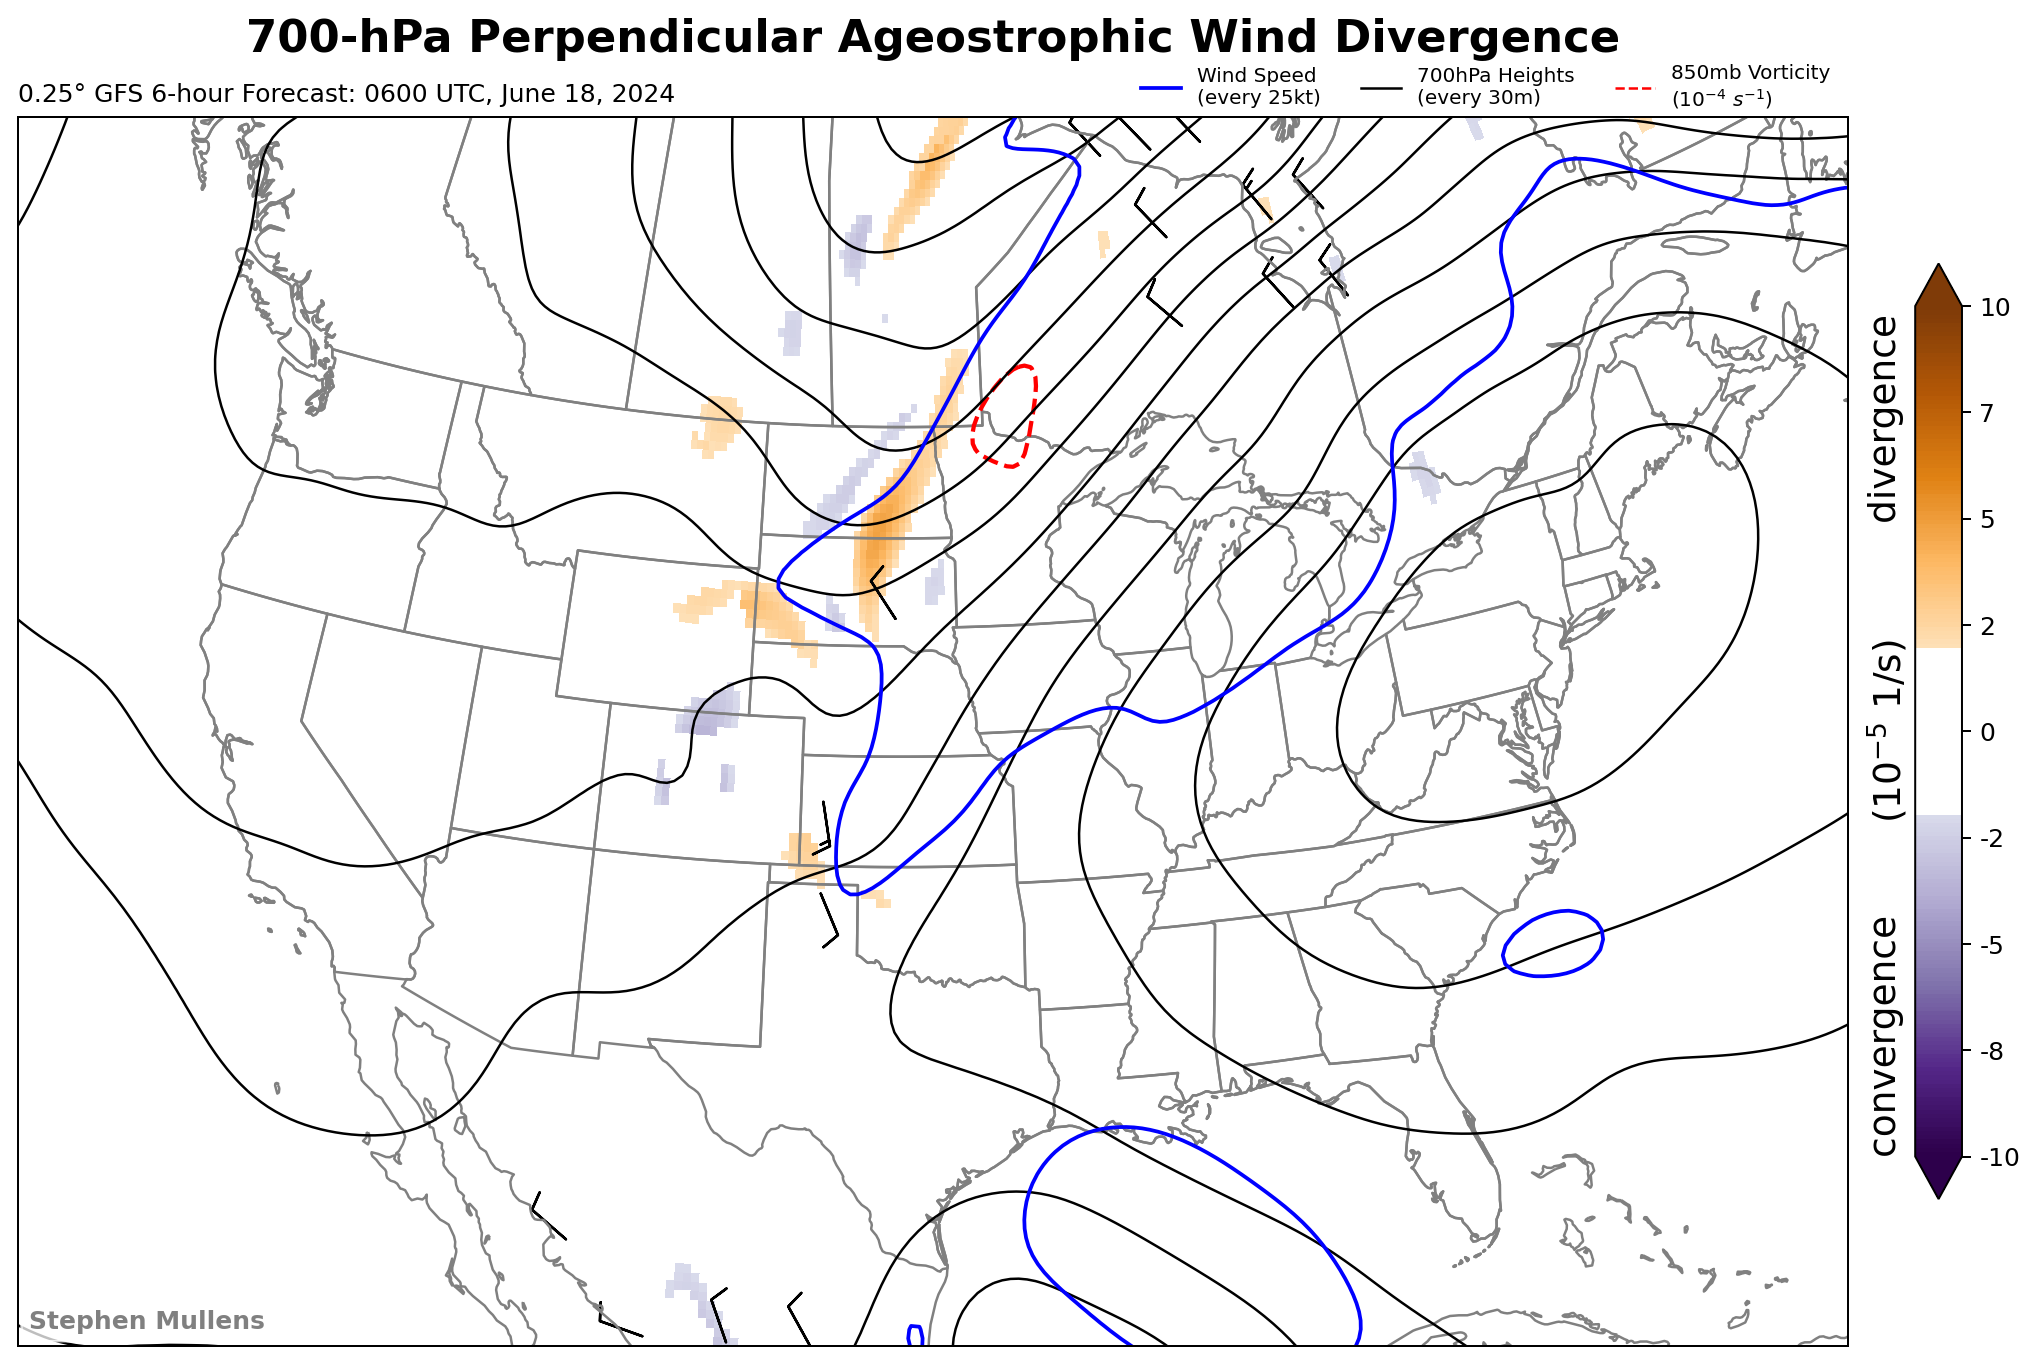 700-hPa Perpendicular Ageostrophic Wind Divergence
0.25° GFS 6-hour Forecast: 0600 UTC, June 18, 2024
Wind Speed
(every 25kt)
700hPa Heights
(every 30m)
850mb Vorticity
(10⁻⁴ s⁻¹)
10
7
5
2
0
-2
-5
-8
-10
convergence (10⁻⁵ 1/s) divergence
Stephen Mullens